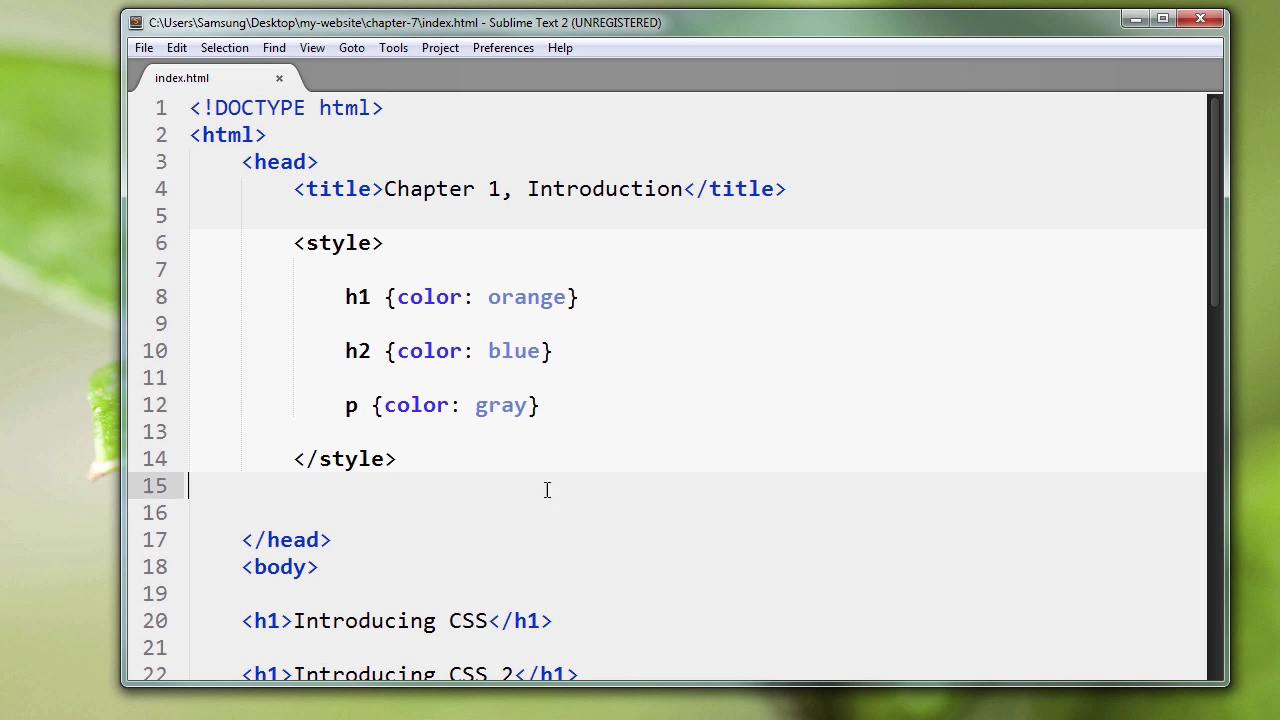 C:\Users\Samsung\Desktop\my-website\chapter-7\index.html - Sublime Text 2 (UNREGISTERED)
File Edit Selection Find View Goto Tools Project Preferences Help
index.html
1 <!DOCTYPE html>
2 <html>
3 <head>
4 <title>Chapter 1, Introduction</title>
5
6 <style>
7
8 h1 {color: orange}
9
10 h2 {color: blue}
11
12 p {color: gray}
13
14 </style>
15
16
17 </head>
18 <body>
19
20 <h1>Introducing CSS</h1>
21
22 <h1>Introducing CSS 2</h1>